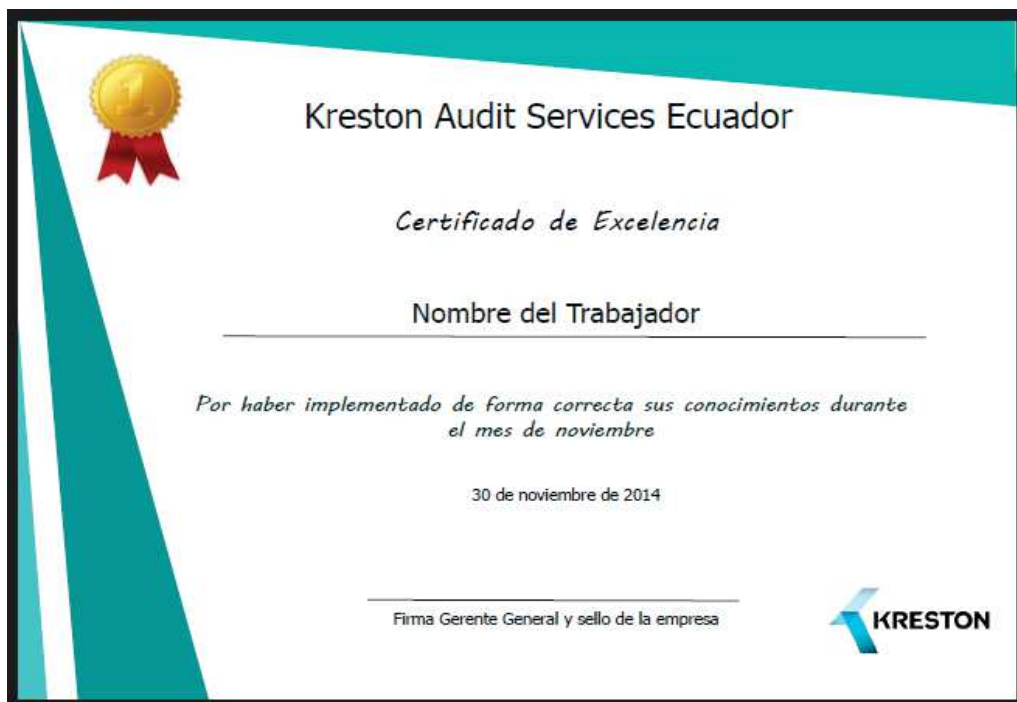 1
Kreston Audit Services Ecuador
Certificado de Excelencia
Nombre del Trabajador
Por haber implementado de forma correcta sus conocimientos durante
el mes de noviembre
30 de noviembre de 2014
Firma Gerente General y sello de la empresa
KRESTON